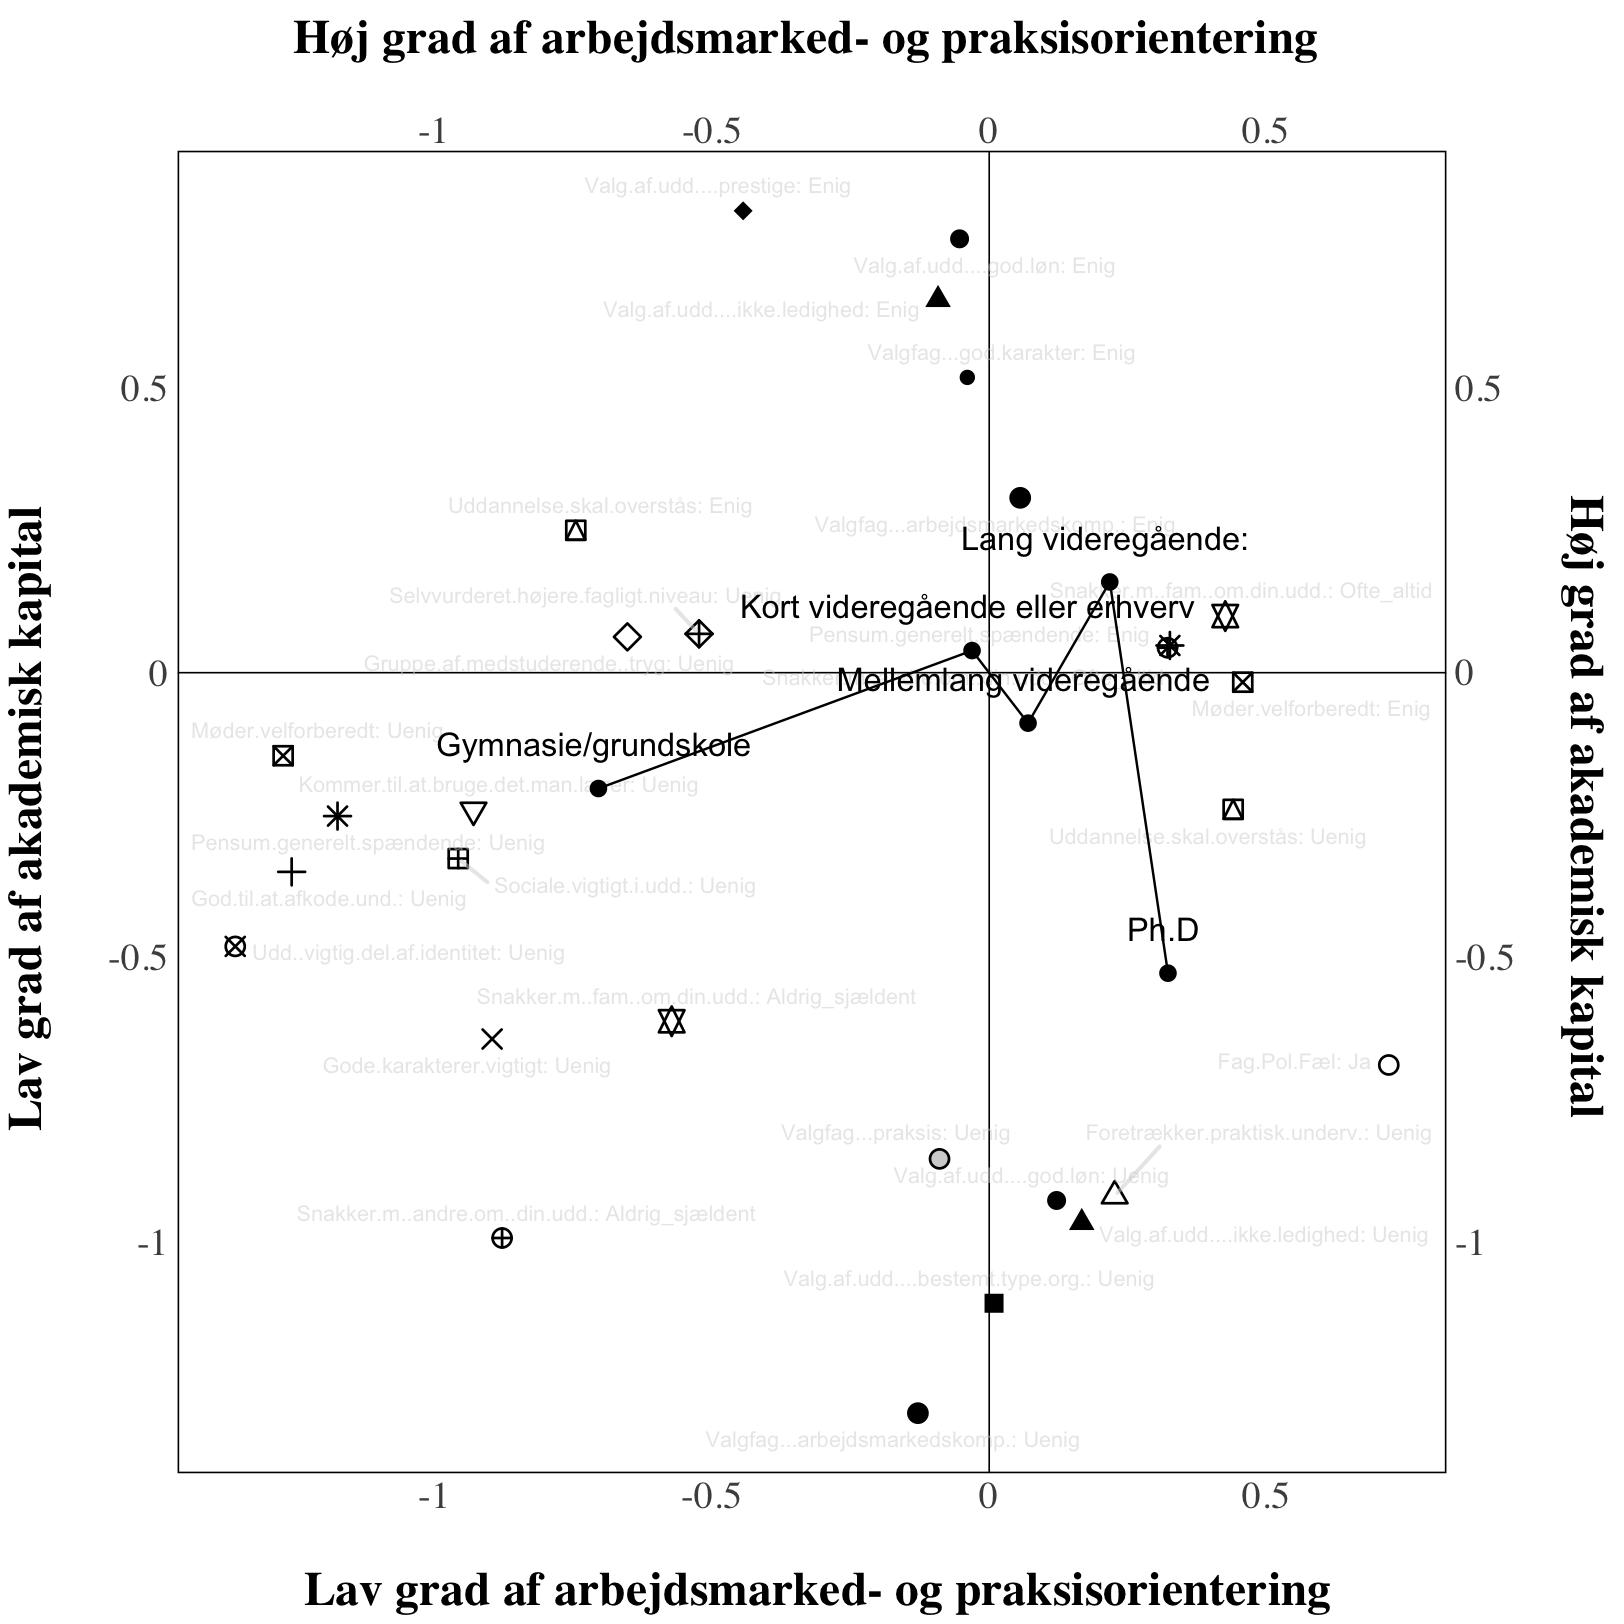 Høj grad af arbejdsmarked- og praksisorientering
-1 -0.5 0 0.5
Valg.af.udd....prestige: Enig
Valg.af.udd....god.løn: Enig
Valg.af.udd....ikke.ledighed: Enig
Valgfag...god.karakter: Enig
0.5 0.5
Uddannelse.skal.overstås: Enig
Valgfag...arbejdsmarkedskomp.: Enig
Lang videregående:
Selvvurderet.højere.fagligt.niveau: Uenig
Snakker.m..fam..om.din.udd.: Ofte_altid
Kort videregående eller erhverv
Pensum.generelt.spændende: Enig
Gruppe.af.medstuderende..tryg: Uenig
0 0
Snakker
Mellemlang videregående
Møder.velforberedt: Enig
Møder.velforberedt: Uenig
Gymnasie/grundskole
Kommer.til.at.bruge.det.man.lærer: Uenig
Uddannelse.skal.overstås: Uenig
Pensum.generelt.spændende: Uenig
Sociale.vigtigt.i.udd.: Uenig
God.til.at.afkode.und.: Uenig
Ph.D
Udd..vigtig.del.af.identitet: Uenig
-0.5 -0.5
Snakker.m..fam..om.din.udd.: Aldrig_sjældent
Gode.karakterer.vigtigt: Uenig
Fag.Pol.Fæl: Ja
Valgfag...praksis: Uenig
Foretrækker.praktisk.underv.: Uenig
Valg.af.udd....god.løn: Uenig
Snakker.m..andre.om..din.udd.: Aldrig_sjældent
Valg.af.udd....ikke.ledighed: Uenig
-1 -1
Valg.af.udd....bestemt.type.org.: Uenig
Valgfag...arbejdsmarkedskomp.: Uenig
-1 -0.5 0 0.5
Lav grad af arbejdsmarked- og praksisorientering
Lav grad af akademisk kapital
Høj grad af akademisk kapital